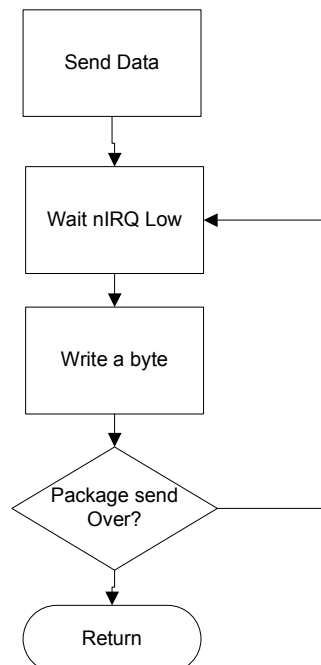 Send Data
Wait nIRQ Low
Write a byte
Package send
Over?
Return